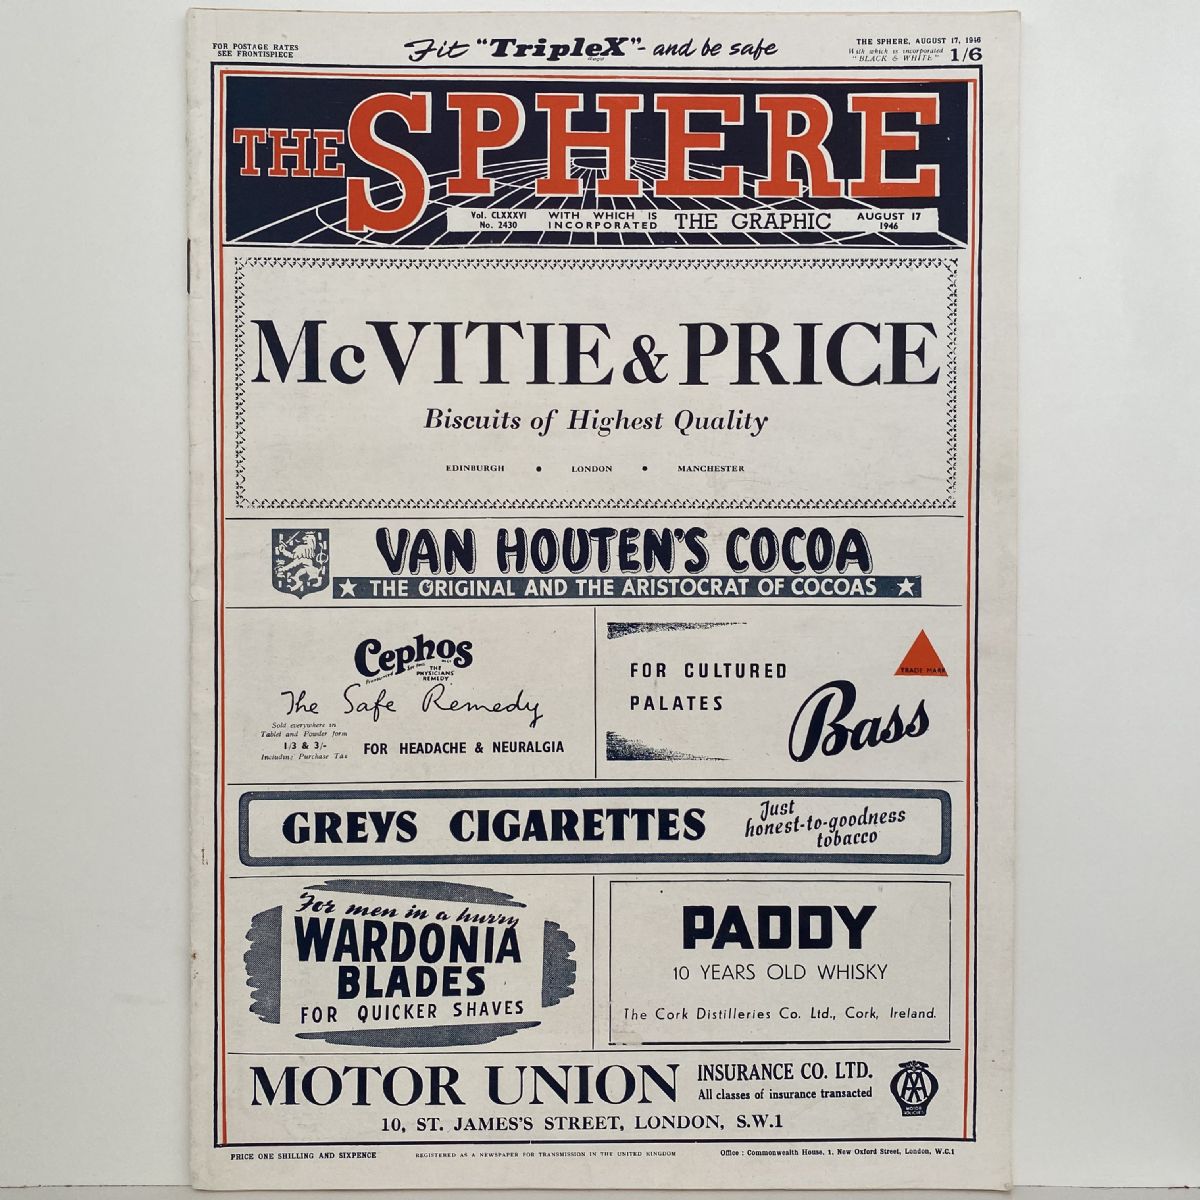 FOR POSTAGE RATES
SEE FRONTISPIECE
Fit "TripleX" - and be safe
THE SPHERE, AUGUST 17, 1946
With which is incorporated
"BLACK & WHITE" 1/6
THE SPHERE
Vol. CLXXXVI
No. 2430
WITH WHICH IS
INCORPORATED
THE GRAPHIC
AUGUST 17
1946
McVITIE & PRICE
Biscuits of Highest Quality
EDINBURGH • LONDON • MANCHESTER
VAN HOUTEN'S COCOA
★ THE ORIGINAL AND THE ARISTOCRAT OF COCOAS ★
Cephos
THE
PHYSICIANS
REMEDY
The Safe Remedy
Sold everywhere in
Tablet and Powder form
1/3 & 3/-
Including Purchase Tax
FOR HEADACHE & NEURALGIA
FOR CULTURED
PALATES
TRADE MARK
Bass
GREYS CIGARETTES
Just
honest-to-goodness
tobacco
For men in a hurry
WARDONIA
BLADES
FOR QUICKER SHAVES
PADDY
10 YEARS OLD WHISKY
The Cork Distilleries Co. Ltd., Cork, Ireland.
MOTOR UNION
INSURANCE CO. LTD.
All classes of insurance transacted
AA
MOTOR
POLICIES
10, ST. JAMES'S STREET, LONDON, S.W.1
PRICE ONE SHILLING AND SIXPENCE
REGISTERED AS A NEWSPAPER FOR TRANSMISSION IN THE UNITED KINGDOM
Office : Commonwealth House, 1, New Oxford Street, London, W.C.1